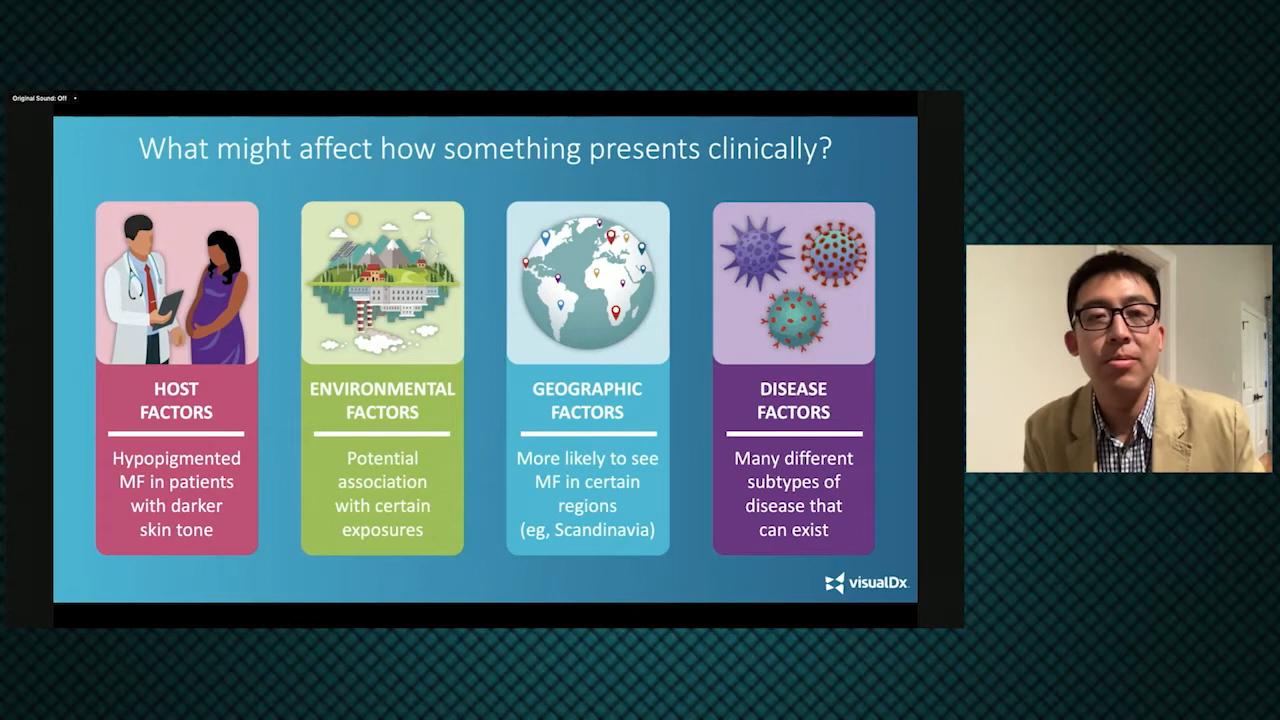 Original Sound: Off
What might affect how something presents clinically?
HOST
FACTORS
Hypopigmented
MF in patients
with darker
skin tone
ENVIRONMENTAL
FACTORS
Potential
association
with certain
exposures
GEOGRAPHIC
FACTORS
More likely to see
MF in certain
regions
(eg, Scandinavia)
DISEASE
FACTORS
Many different
subtypes of
disease that
can exist
visualDx